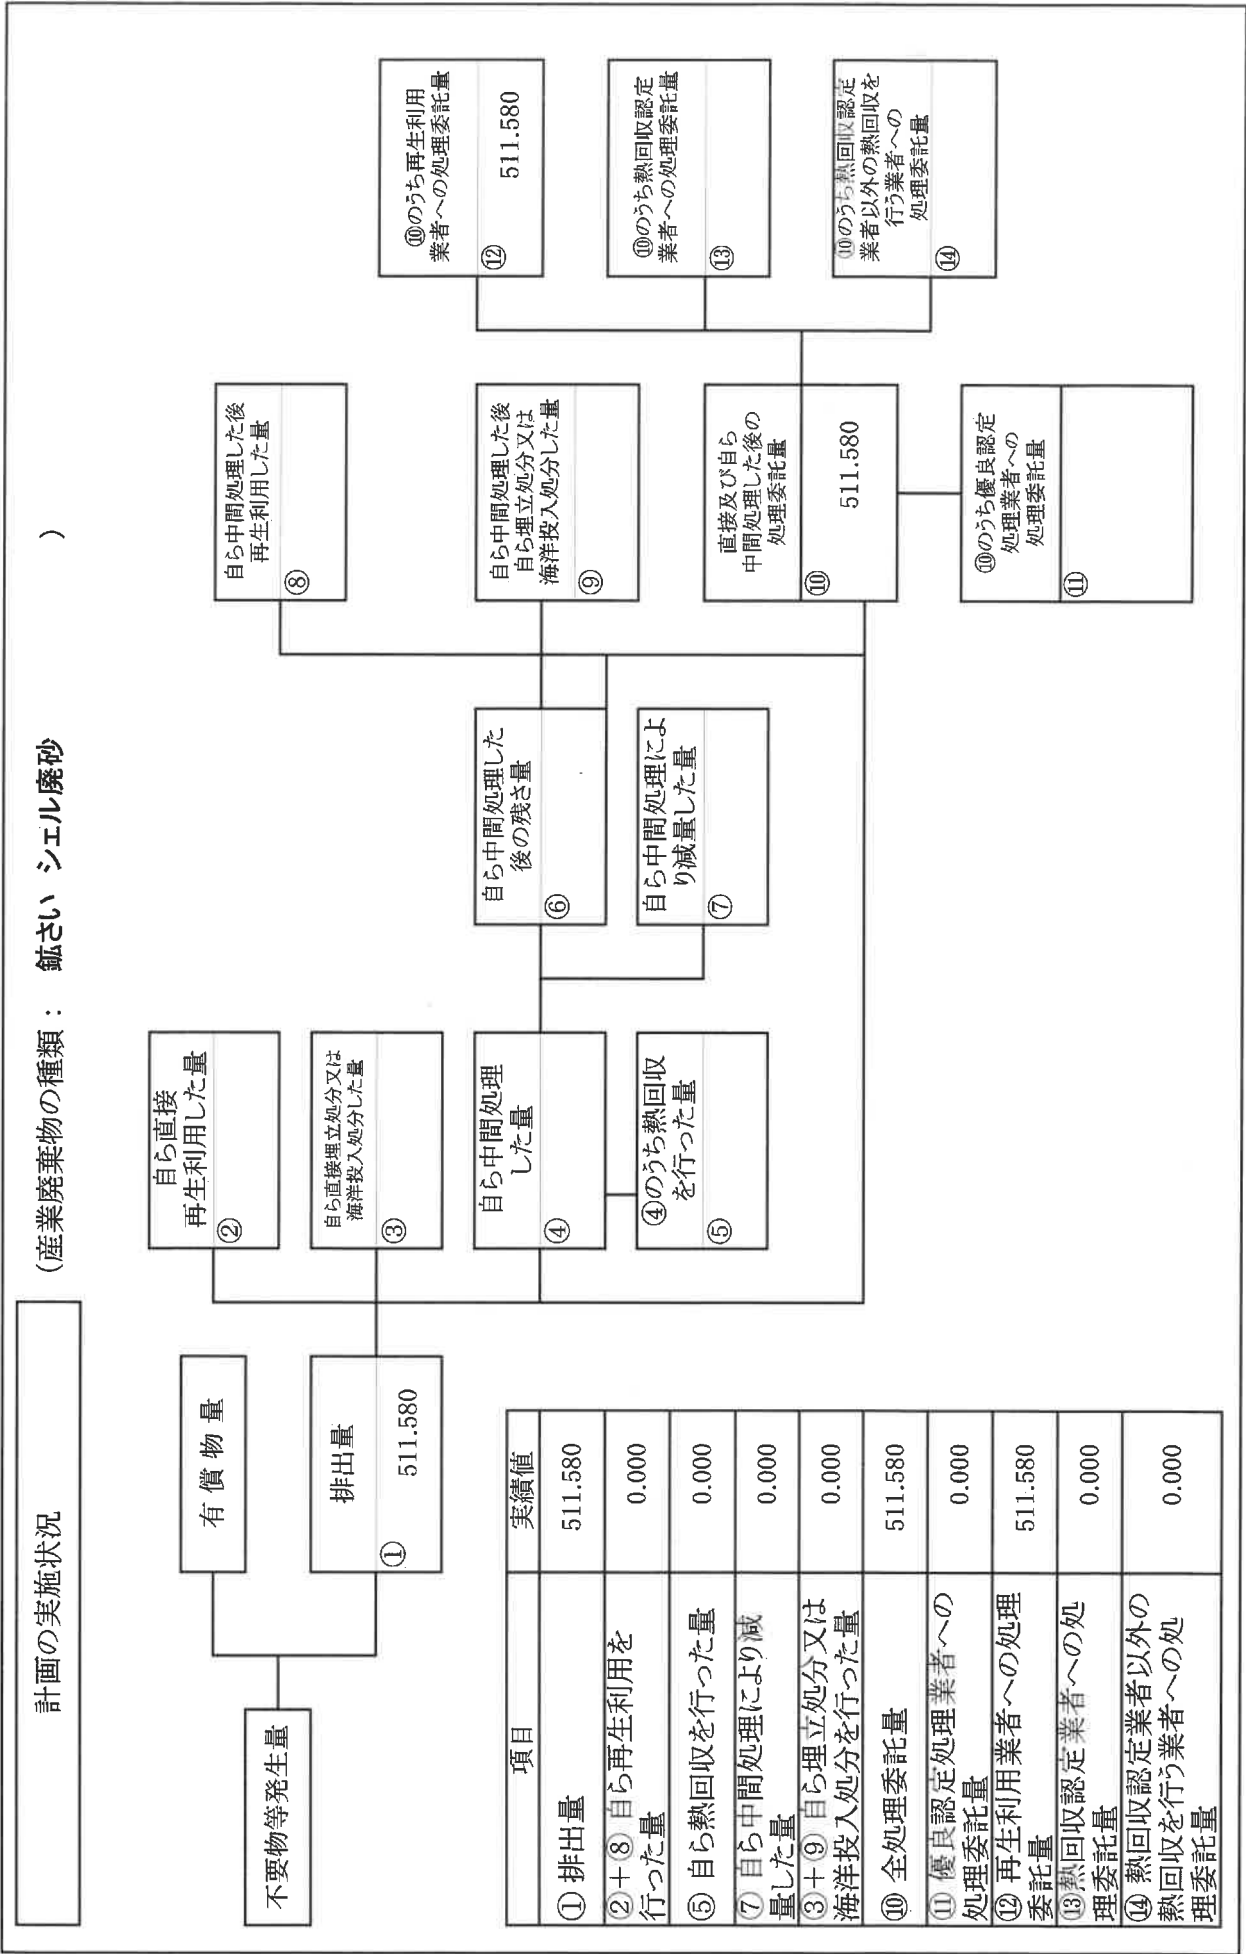 計画の実施状況
（産業廃棄物の種類： 鉱さい シェル廃砂 ）
不要物等発生量
有 償 物 量
排出量
①
511.580
自ら直接
再生利用した量
②
自ら直接埋立処分又は
海洋投入処分した量
③
自ら中間処理
した量
④
④のうち熱回収
を行った量
⑤
自ら中間処理した
後の残さ量
⑥
自ら中間処理によ
り減量した量
⑦
自ら中間処理した後
再生利用した量
⑧
自ら中間処理した後
自ら埋立処分又は
海洋投入処分した量
⑨
直接及び自ら
中間処理した後の
処理委託量
⑩
511.580
⑩のうち優良認定
処理業者への
処理委託量
⑪
⑩のうち再生利用
業者への処理委託量
⑫
511.580
⑩のうち熱回収認定
業者への処理委託量
⑬
⑩のうち熱回収認定
業者以外の熱回収を
行う業者への
処理委託量
⑭
項目 実績値
① 排出量 511.580
②＋⑧ 自ら再生利用を
行った量 0.000
⑤ 自ら熱回収を行った量 0.000
⑦ 自ら中間処理により減
量した量 0.000
③＋⑨ 自ら埋立処分又は
海洋投入処分を行った量 0.000
⑩ 全処理委託量 511.580
⑪ 優良認定処理業者への
処理委託量 0.000
⑫ 再生利用業者への処理
委託量 511.580
⑬熱回収認定業者への処
理委託量 0.000
⑭ 熱回収認定業者以外の
熱回収を行う業者への処
理委託量 0.000